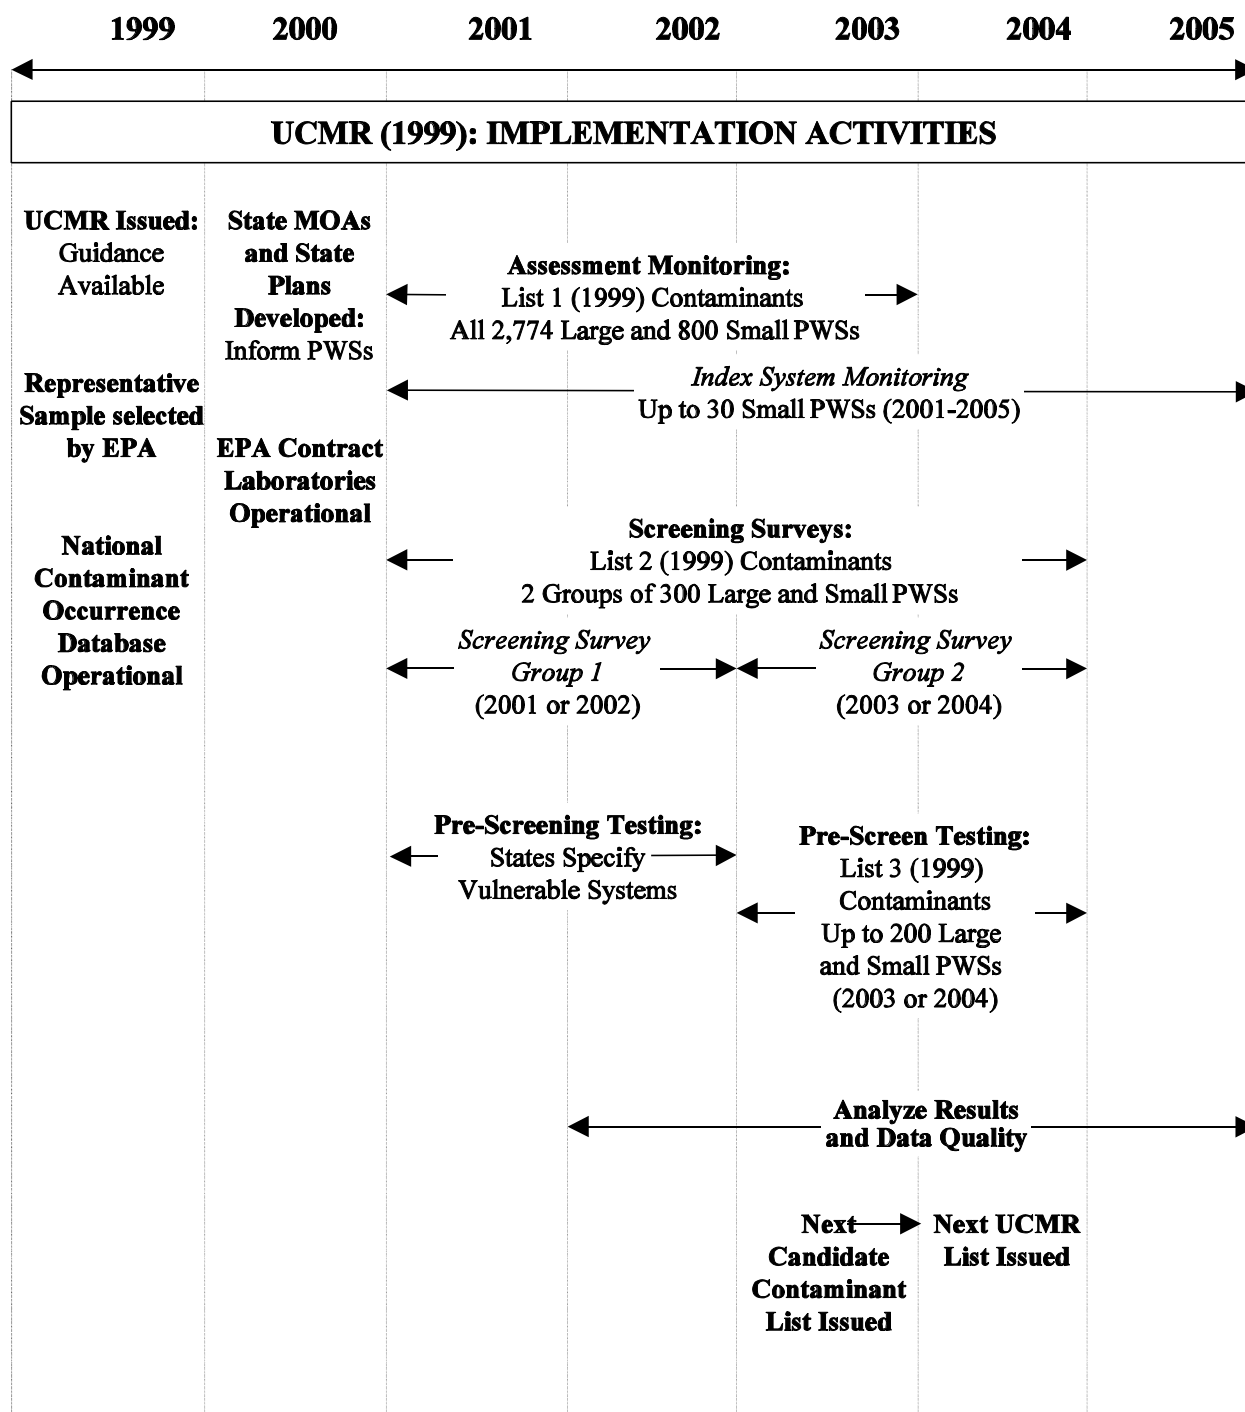 1999 2000 2001 2002 2003 2004 2005
UCMR (1999): IMPLEMENTATION ACTIVITIES
UCMR Issued:
Guidance
Available
Representative
Sample selected
by EPA
National
Contaminant
Occurrence
Database
Operational
State MOAs
and State
Plans
Developed:
Inform PWSs
EPA Contract
Laboratories
Operational
Assessment Monitoring:
List 1 (1999) Contaminants
All 2,774 Large and 800 Small PWSs
Index System Monitoring
Up to 30 Small PWSs (2001-2005)
Screening Surveys:
List 2 (1999) Contaminants
2 Groups of 300 Large and Small PWSs
Screening Survey
Group 1
(2001 or 2002)
Screening Survey
Group 2
(2003 or 2004)
Pre-Screening Testing:
States Specify
Vulnerable Systems
Pre-Screen Testing:
List 3 (1999)
Contaminants
Up to 200 Large
and Small PWSs
(2003 or 2004)
Analyze Results
and Data Quality
Next
Candidate
Contaminant
List Issued
Next UCMR
List Issued